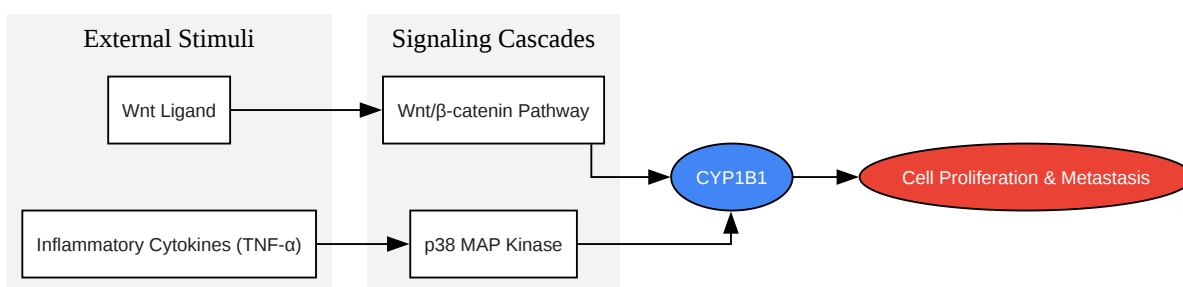 External Stimuli
Signaling Cascades
Wnt Ligand
Wnt/β-catenin Pathway
CYP1B1
Cell Proliferation & Metastasis
Inflammatory Cytokines (TNF-α)
p38 MAP Kinase